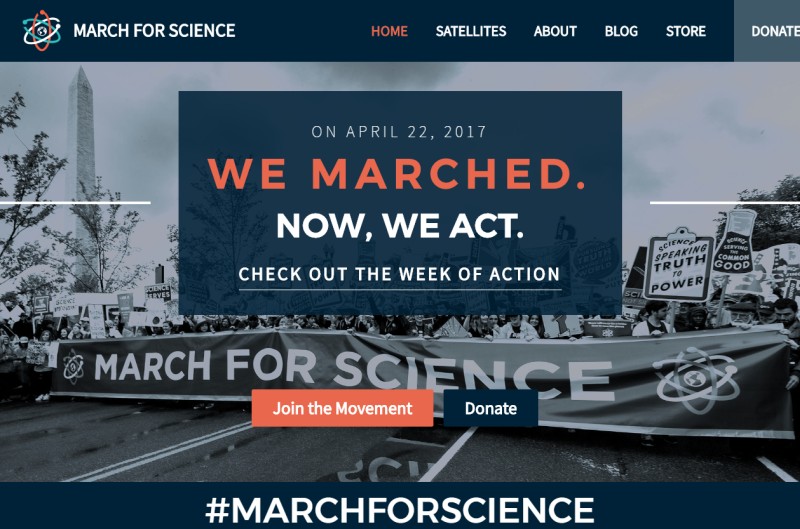 MARCH FOR SCIENCE
HOME SATELLITES ABOUT BLOG STORE DONATE
ON APRIL 22, 2017
WE MARCHED.
NOW, WE ACT.
CHECK OUT THE WEEK OF ACTION
SCIENCE
SPEAKING
TRUTH
TO
POWER
SCIENCE
SERVING
THE
COMMON
GOOD
SCIENCE
SERVES
MARCH FOR SCIENCE
Join the Movement Donate
#MARCHFORSCIENCE